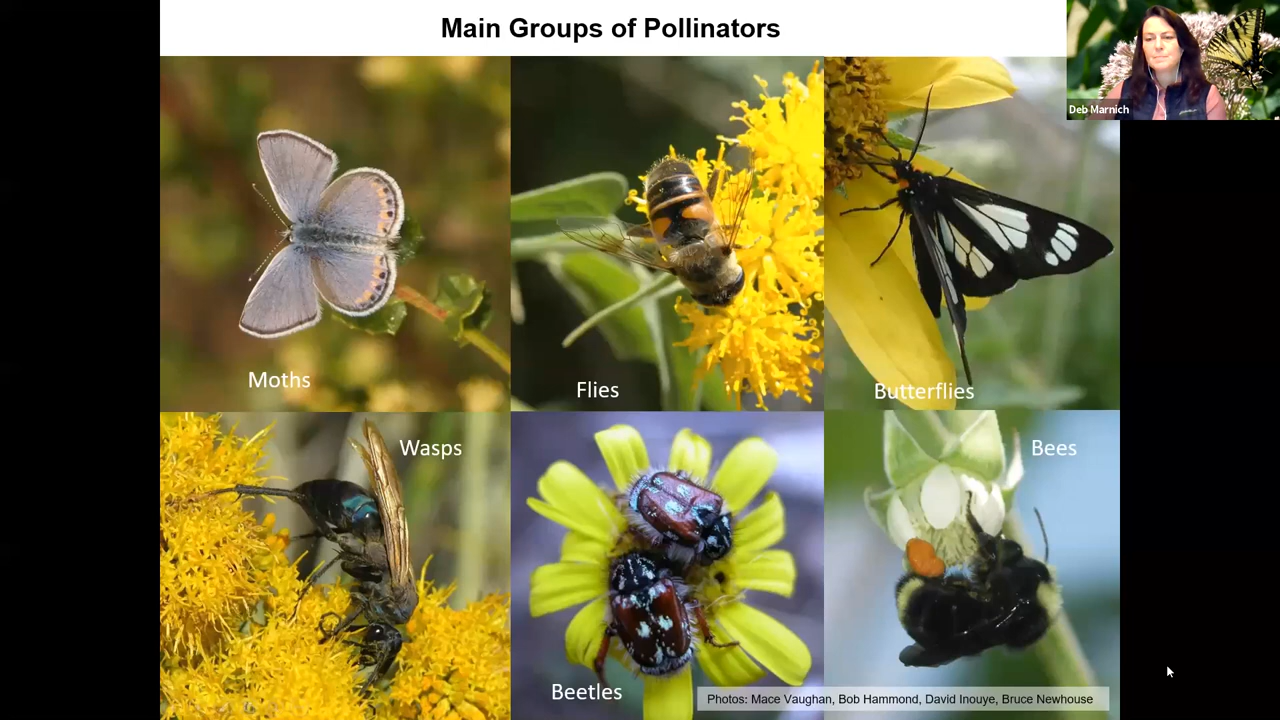 Main Groups of Pollinators
Deb Marnich
Moths
Flies
Butterflies
Wasps
Bees
Beetles
Photos: Mace Vaughan, Bob Hammond, David Inouye, Bruce Newhouse